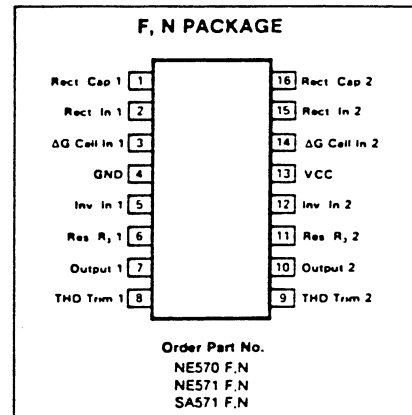 F, N PACKAGE
Rect Cap 1 1 16 Rect Cap 2
Rect In 1 2 15 Rect In 2
ΔG Cell In 1 3 14 ΔG Cell In 2
GND 4 13 VCC
Inv In 1 5 12 Inv In 2
Res R₃ 1 6 11 Res R₃ 2
Output 1 7 10 Output 2
THD Trim 1 8 9 THD Trim 2
Order Part No.
NE570 F,N
NE571 F,N
SA571 F,N